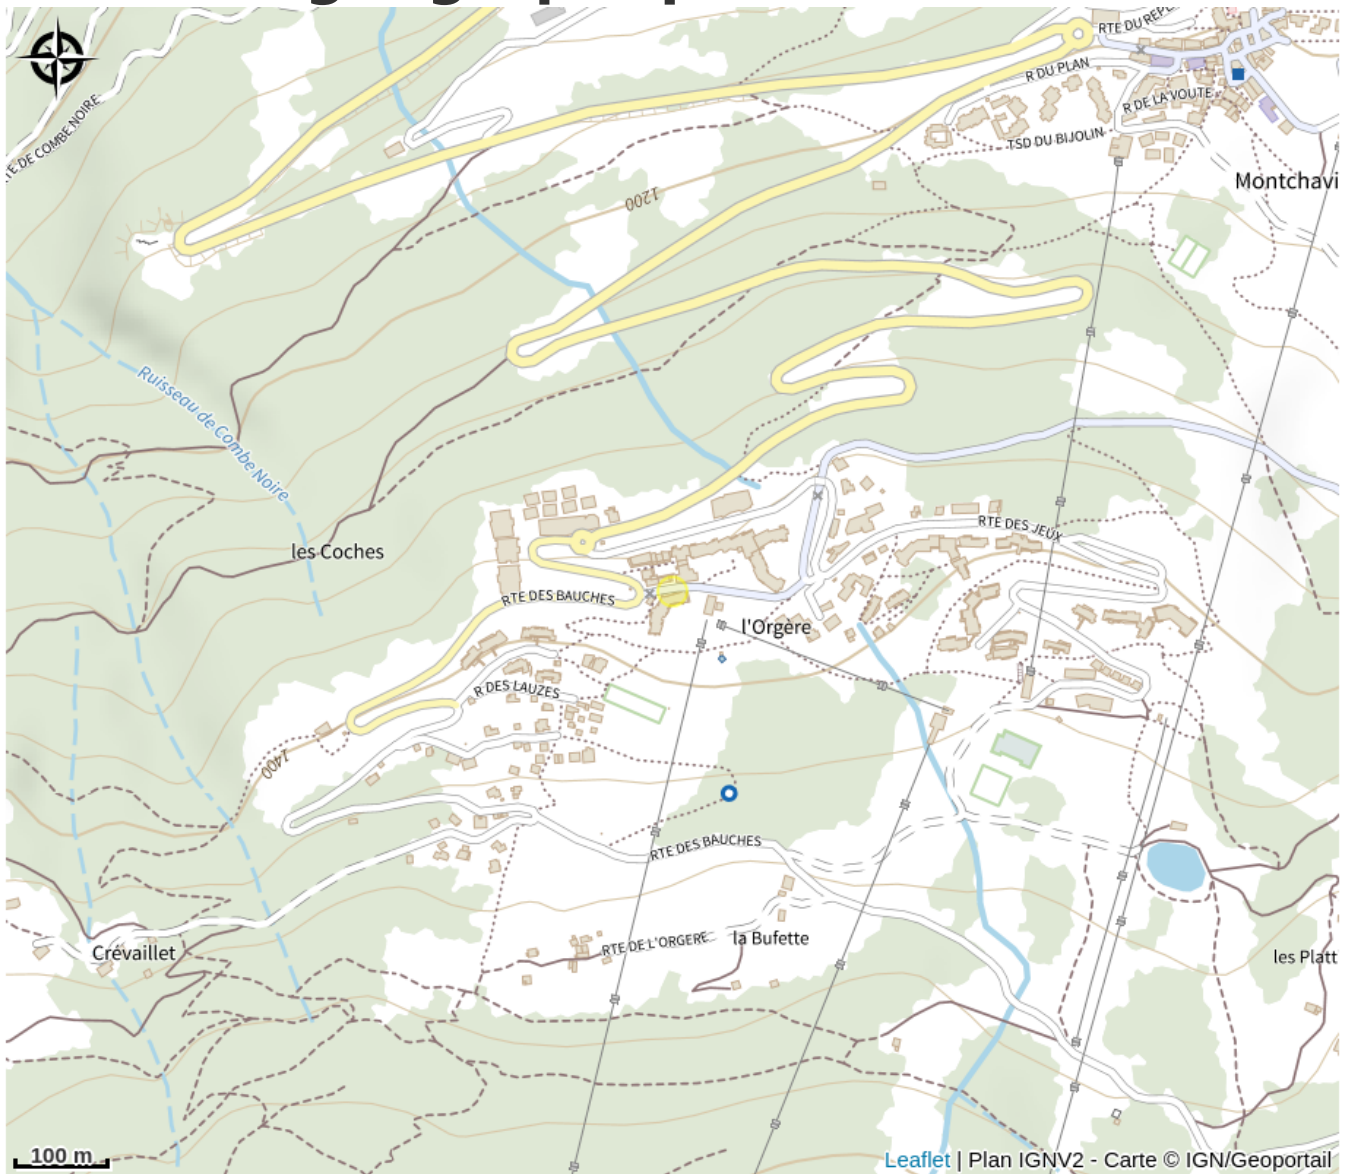 RTE DU REPL
R DU PLAN
R DE LA VOUTE
TSD DU BIJOLIN
TE DE COMBE NOIRE
Montchavi
1200
Ruisseau de Combe Noire
les Coches
RTE DES JEUX
RTE DES BAUCHES
l'Orgère
R DES LAUZES
1400
RTE DES BAUCHES
RTE DE L'ORGERE
la Bufette
Crévaillet
les Platt
100 m
Leaflet | Plan IGNV2 - Carte © IGN/Geoportail